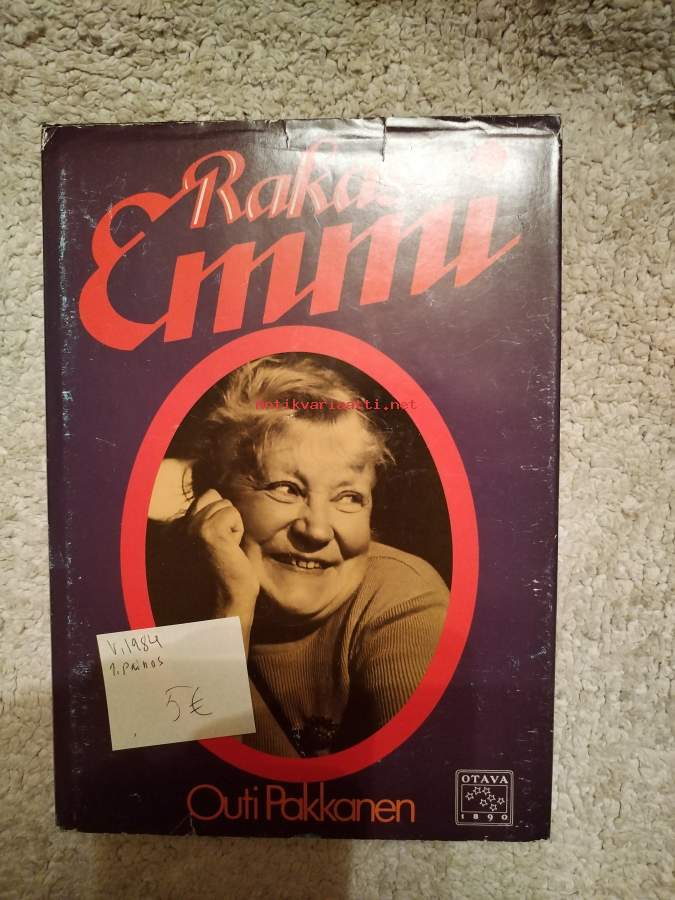 Rakas
Emmi
antikvariaatti.net
V. 1984
1. painos
5 €
Outi Pakkanen
OTAVA
1890